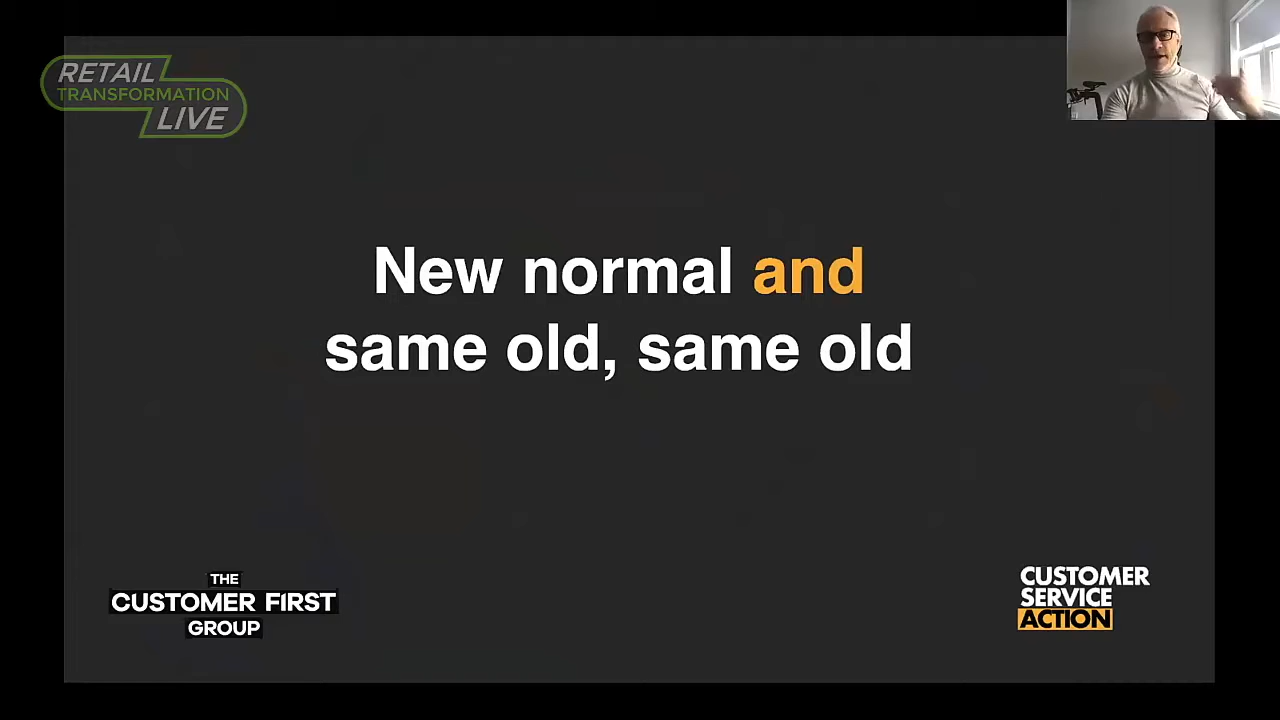 RETAIL
TRANSFORMATION
LIVE
New normal and
same old, same old
THE
CUSTOMER FIRST
GROUP
CUSTOMER
SERVICE
ACTION